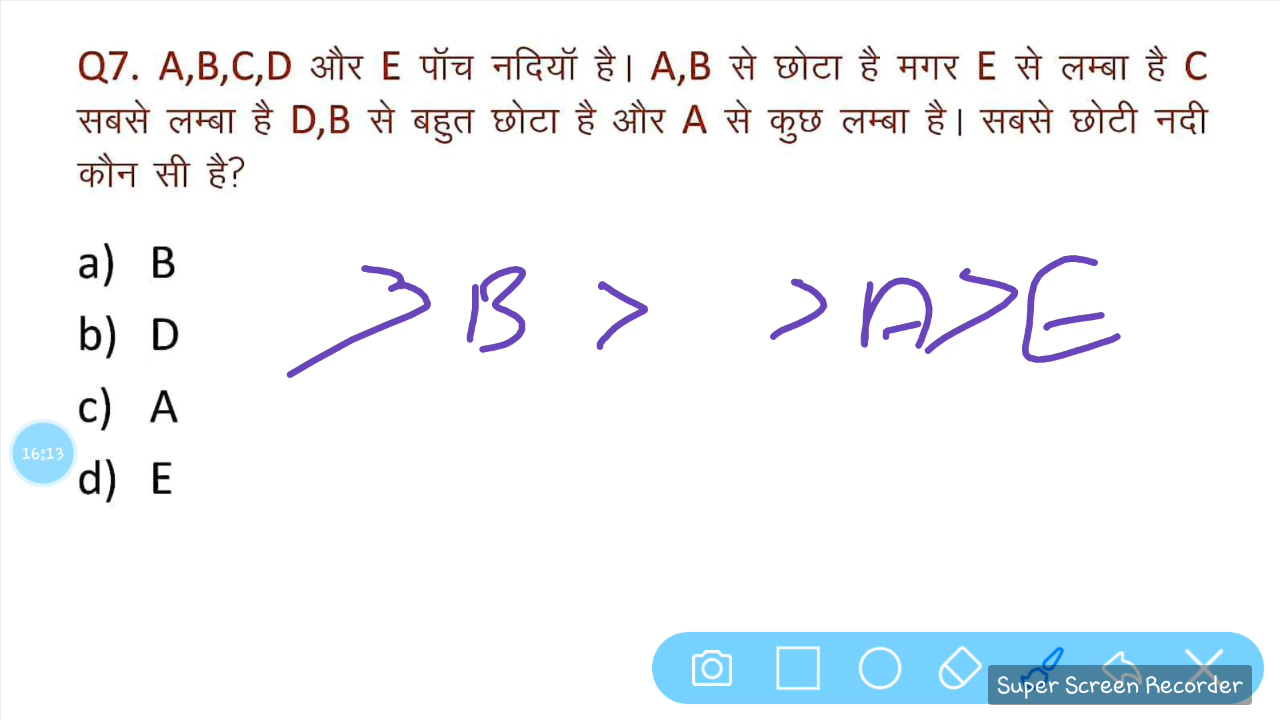 Q7. A,B,C,D और E पॉच नदियॉ है। A,B से छोटा है मगर E से लम्बा है C
सबसे लम्बा है D,B से बहुत छोटा है और A से कुछ लम्बा है। सबसे छोटी नदी
कौन सी है?
a) B
> B > > A > E
b) D
c) A
16:13
d) E
Super Screen Recorder